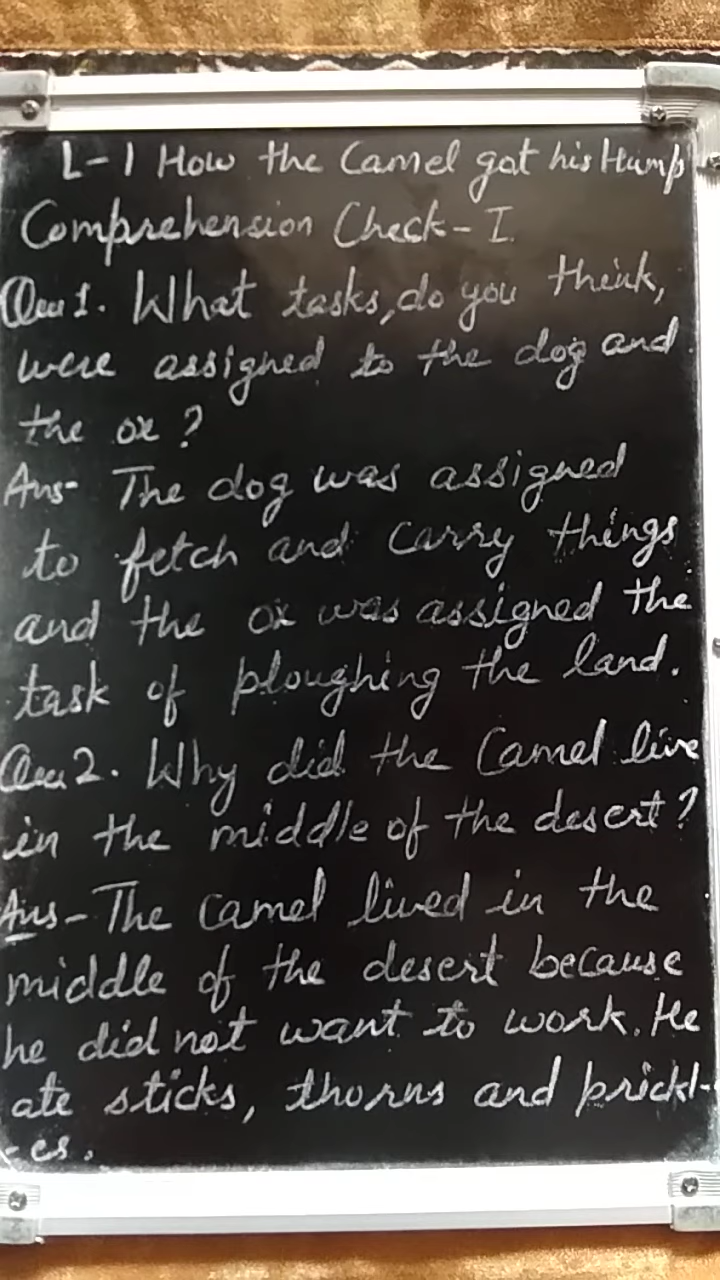 L-1 How the Camel got his Hump
Comprehension Check-I.
Que 1. What tasks, do you think,
were assigned to the dog and
the ox?
Ans- The dog was assigned
to fetch and carry things
and the ox was assigned the
task of ploughing the land.
Que 2. Why did the Camel live
in the middle of the desert?
Ans- The camel lived in the
middle of the desert because
he did not want to work. He
ate sticks, thorns and prickl-
-es.